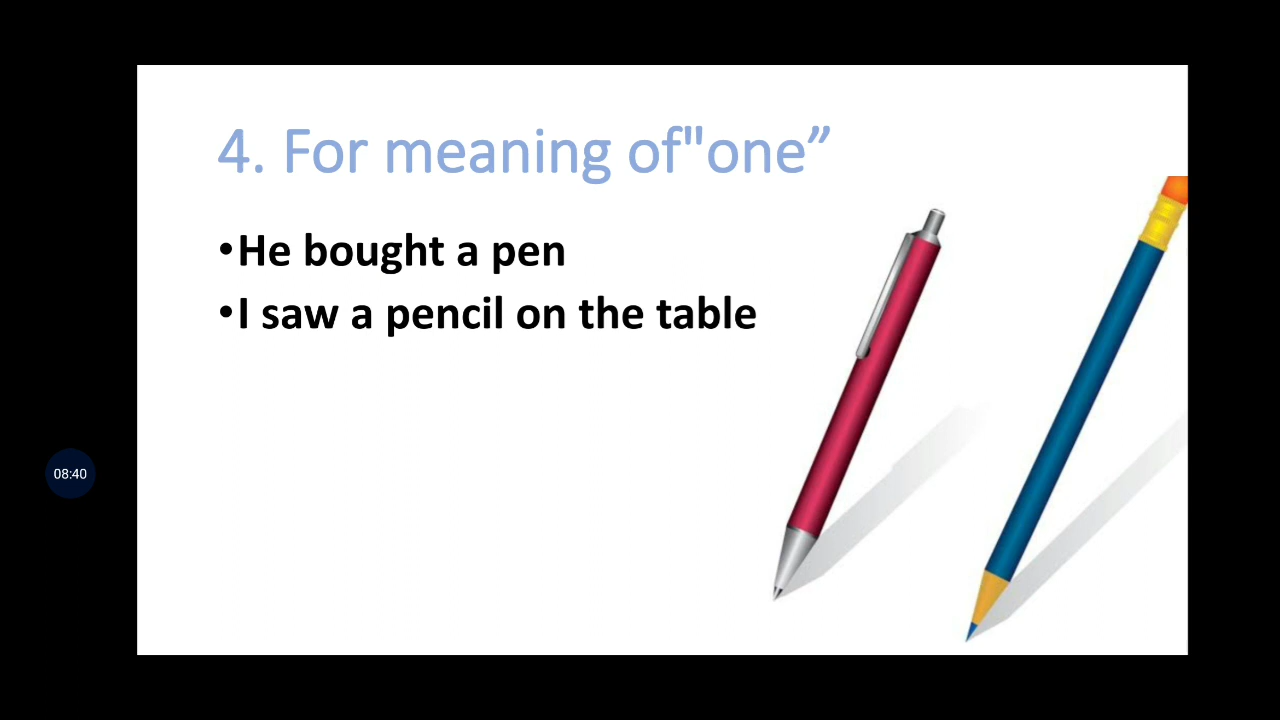 4. For meaning of"one”
•He bought a pen
•I saw a pencil on the table
08:40